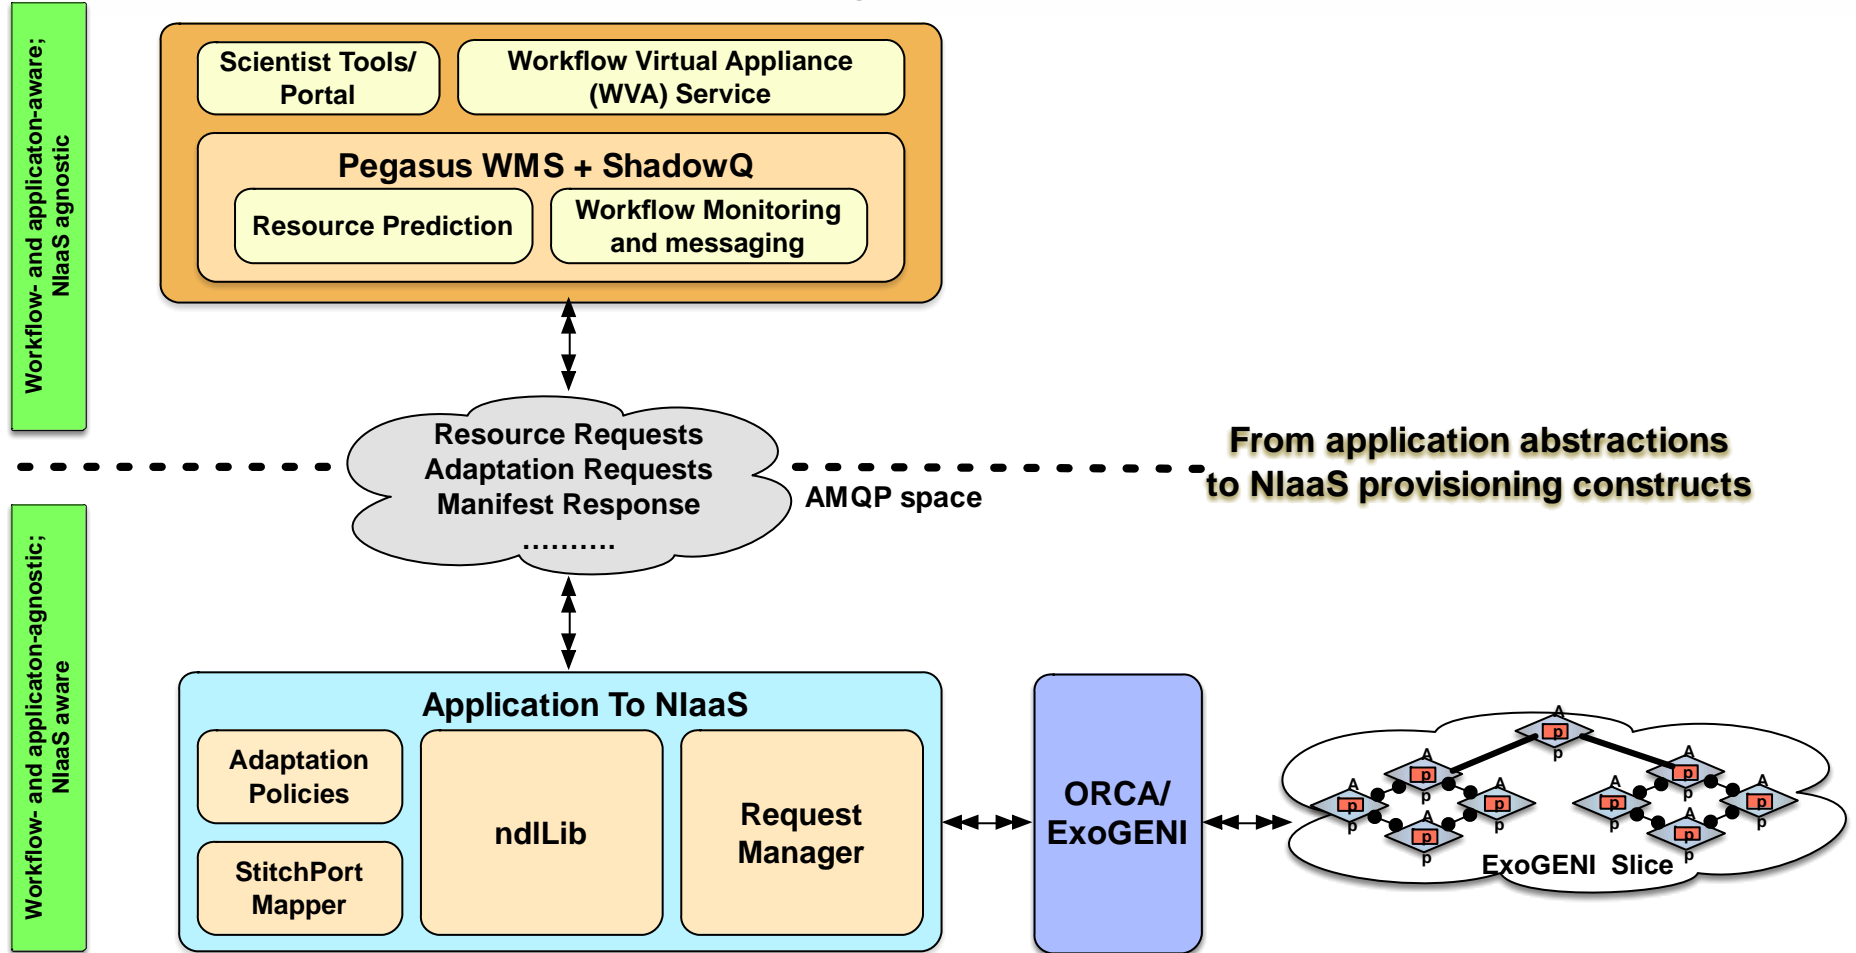 Workflow- and applicaton-aware;
NIaaS agnostic
Scientist Tools/
Portal
Workflow Virtual Appliance
(WVA) Service
Pegasus WMS + ShadowQ
Resource Prediction
Workflow Monitoring
and messaging
Resource Requests
Adaptation Requests
Manifest Response
..........
AMQP space
From application abstractions
to NIaaS provisioning constructs
Workflow- and applicaton-agnostic;
NIaaS aware
Application To NIaaS
Adaptation
Policies
StitchPort
Mapper
ndlLib
Request
Manager
ORCA/
ExoGENI
A
p
p
A
p
p
A
p
p
A
p
p
A
p
p
A
p
p
A
p
p
A
p
p
A
p
p
ExoGENI Slice